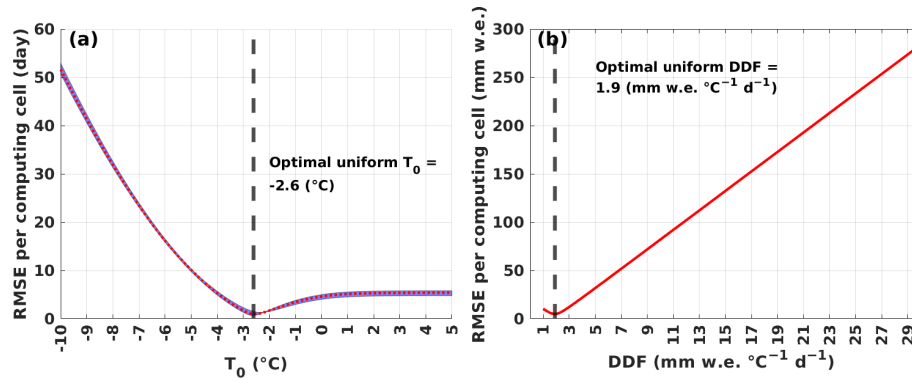 (a)
RMSE per computing cell (day)
60
50
40
30
20
10
0
Optimal uniform T0 =
-2.6 (°C)
-10 -9 -8 -7 -6 -5 -4 -3 -2 -1 0 1 2 3 4 5
T0 (°C)
(b)
RMSE per computing cell (mm w.e.)
300
250
200
150
100
50
0
Optimal uniform DDF =
1.9 (mm w.e. °C−1 d−1)
1 3 5 7 9 11 13 15 17 19 21 23 25 27 29
DDF (mm w.e. °C−1 d−1)